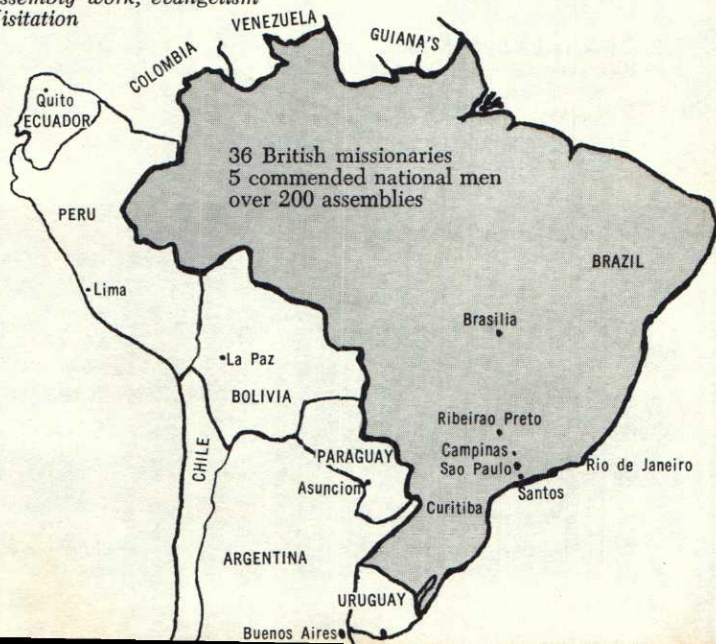 assembly work, evangelism
visitation
VENEZUELA
GUIANA'S
COLOMBIA
Quito
ECUADOR
36 British missionaries
5 commended national men
over 200 assemblies
PERU
BRAZIL
Lima
Brasilia
La Paz
BOLIVIA
Ribeirao Preto
CHILE
PARAGUAY
Campinas
Sao Paulo
Rio de Janeiro
Asuncion
Santos
Curitiba
ARGENTINA
URUGUAY
Buenos Aires